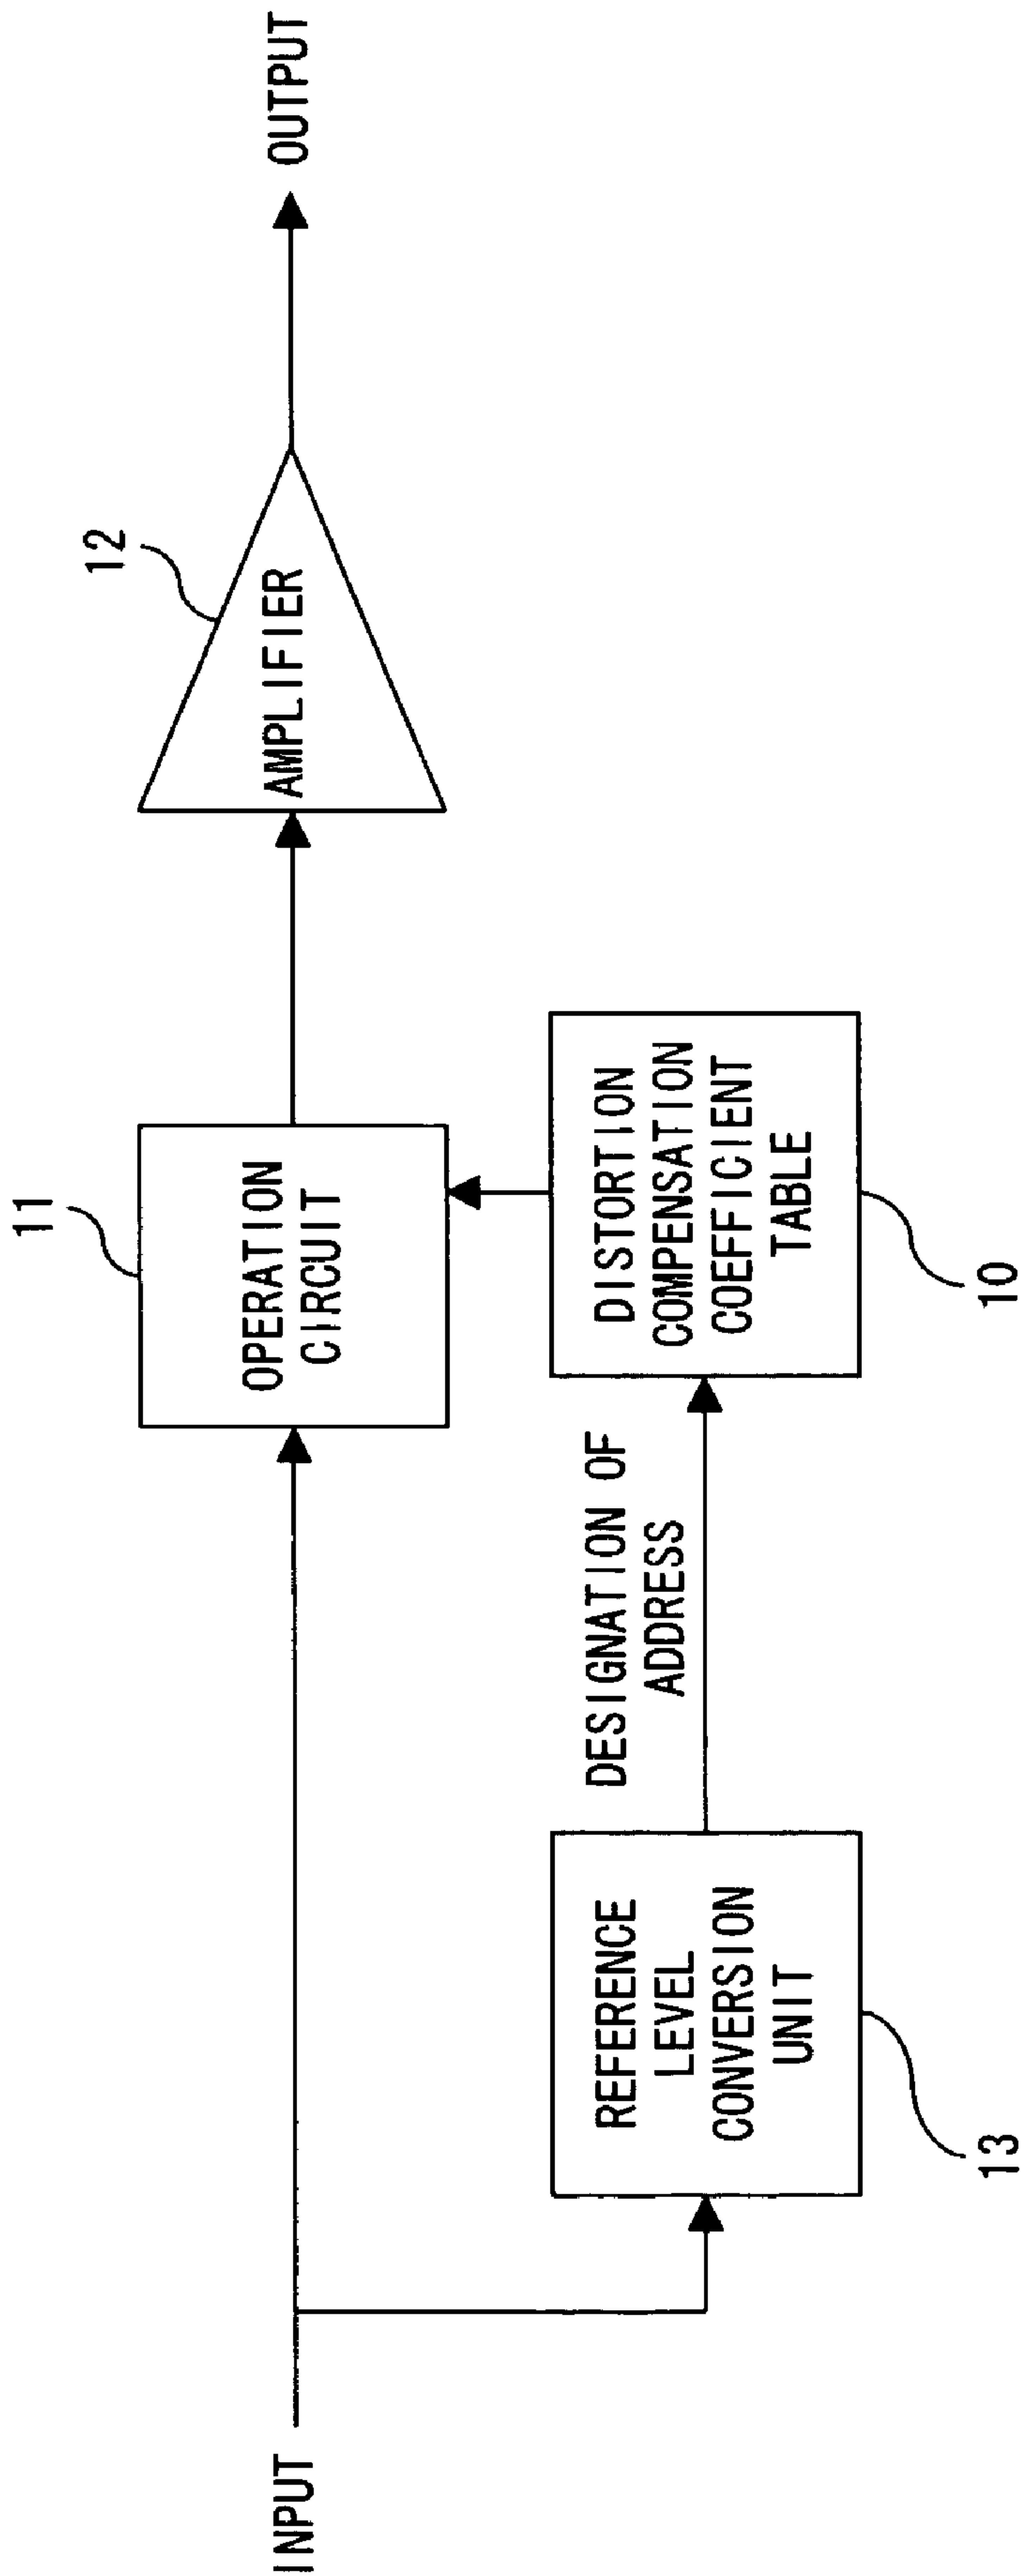 INPUT
11
OPERATION
CIRCUIT
12
AMPLIFIER
OUTPUT
REFERENCE
LEVEL
CONVERSION
UNIT
13
DESIGNATION OF
ADDRESS
DISTORTION
COMPENSATION
COEFFICIENT
TABLE
10